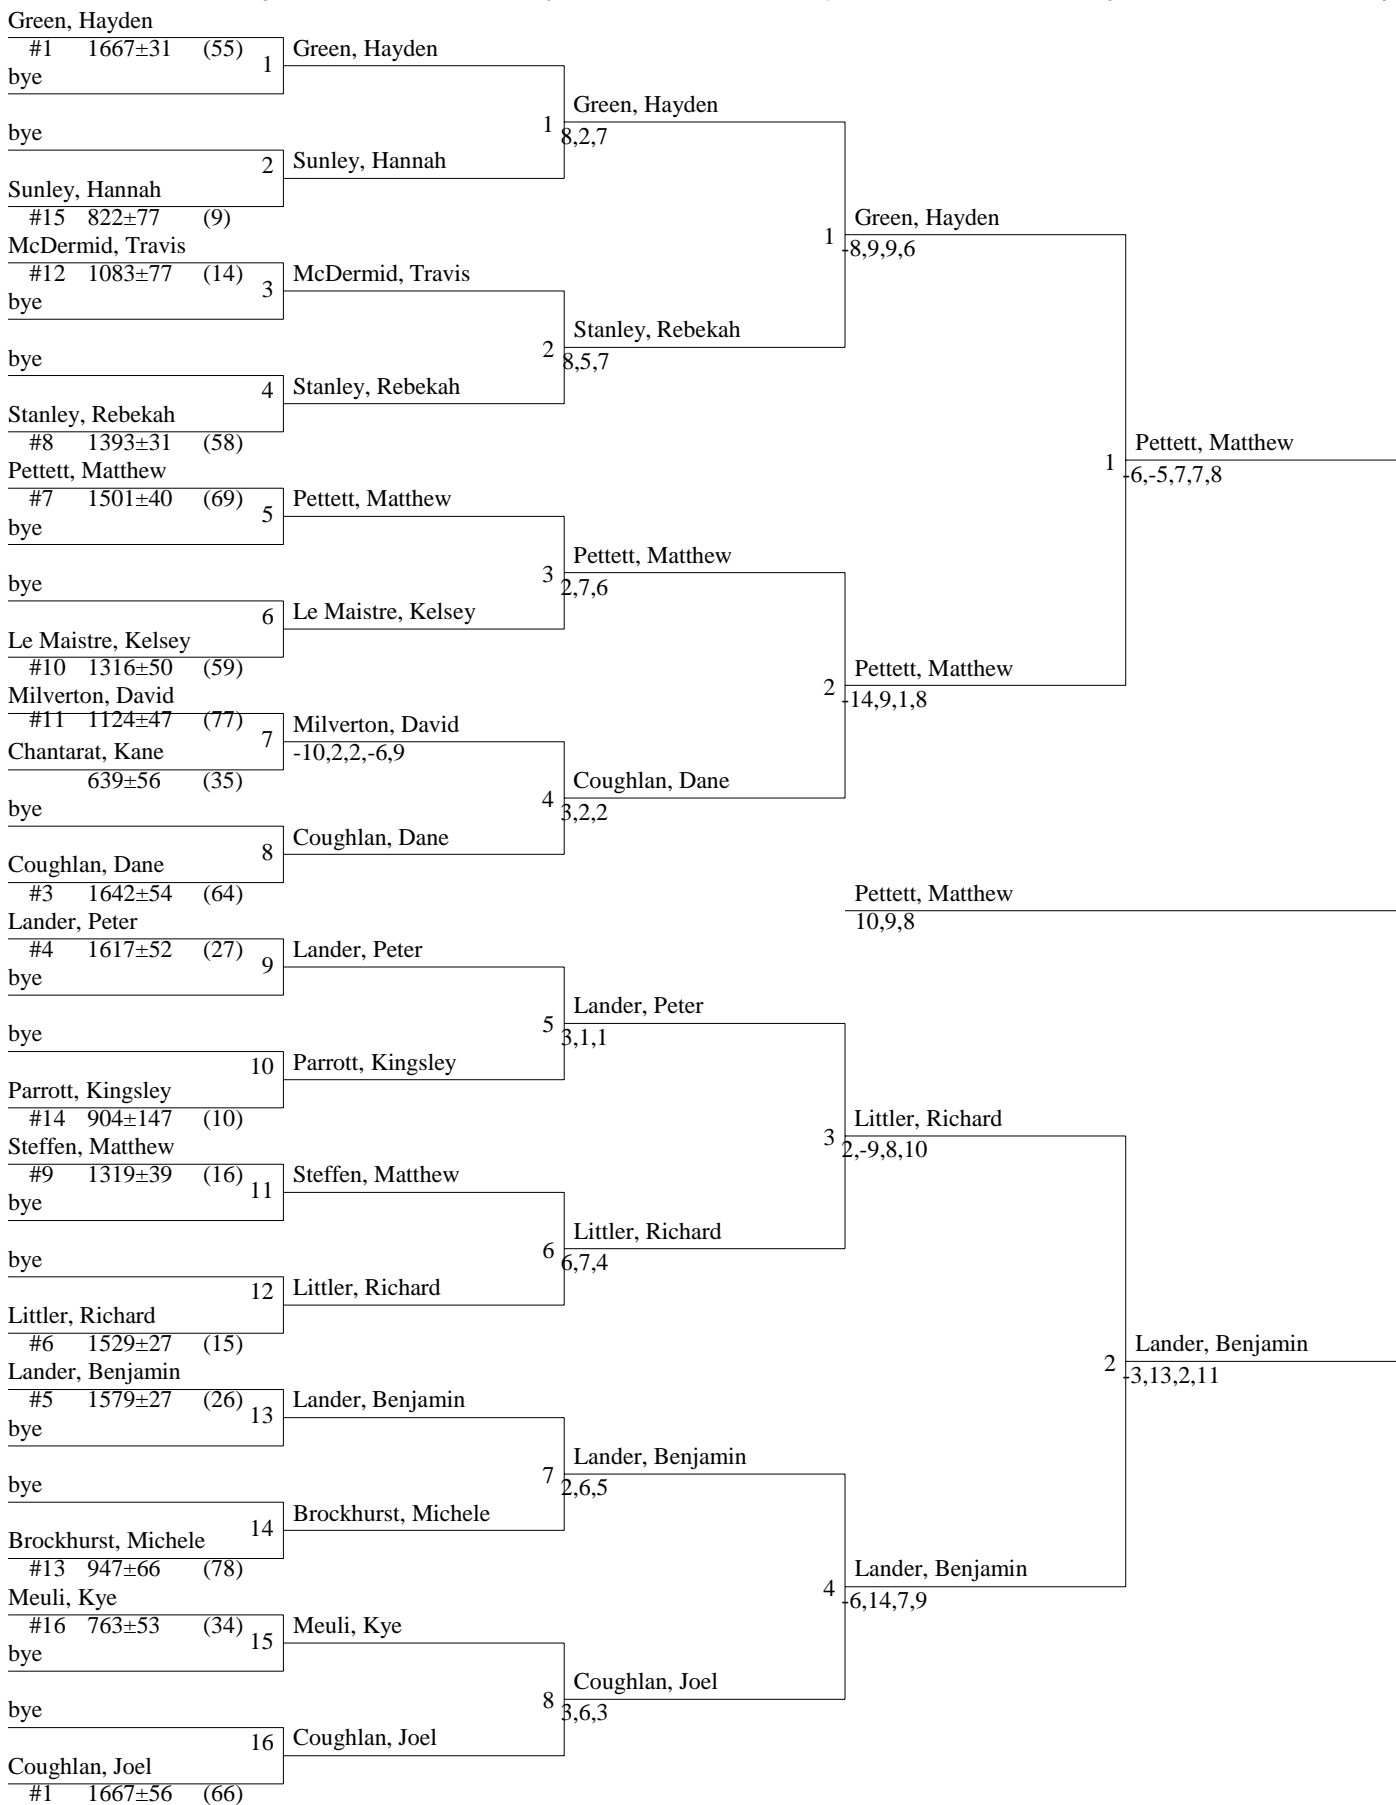 Green, Hayden
#1 1667±31 (55)
bye
1
Green, Hayden
bye
Sunley, Hannah
#15 822±77 (9)
2
Sunley, Hannah
1
Green, Hayden
8,2,7
McDermid, Travis
#12 1083±77 (14)
bye
3
McDermid, Travis
bye
Stanley, Rebekah
#8 1393±31 (58)
4
Stanley, Rebekah
2
Stanley, Rebekah
8,5,7
1
Green, Hayden
-8,9,9,6
Pettett, Matthew
#7 1501±40 (69)
bye
5
Pettett, Matthew
bye
Le Maistre, Kelsey
#10 1316±50 (59)
6
Le Maistre, Kelsey
3
Pettett, Matthew
2,7,6
Milverton, David
#11 1124±47 (77)
Chantarat, Kane
639±56 (35)
7
Milverton, David
-10,2,2,-6,9
bye
Coughlan, Dane
#3 1642±54 (64)
8
Coughlan, Dane
4
Coughlan, Dane
3,2,2
2
Pettett, Matthew
-14,9,1,8
1
Pettett, Matthew
-6,-5,7,7,8
Pettett, Matthew
10,9,8
Lander, Peter
#4 1617±52 (27)
bye
9
Lander, Peter
bye
Parrott, Kingsley
#14 904±147 (10)
10
Parrott, Kingsley
5
Lander, Peter
3,1,1
Steffen, Matthew
#9 1319±39 (16)
bye
11
Steffen, Matthew
bye
Littler, Richard
#6 1529±27 (15)
12
Littler, Richard
6
Littler, Richard
6,7,4
3
Littler, Richard
2,-9,8,10
Lander, Benjamin
#5 1579±27 (26)
bye
13
Lander, Benjamin
bye
Brockhurst, Michele
#13 947±66 (78)
14
Brockhurst, Michele
7
Lander, Benjamin
2,6,5
Meuli, Kye
#16 763±53 (34)
bye
15
Meuli, Kye
bye
Coughlan, Joel
#1 1667±56 (66)
16
Coughlan, Joel
8
Coughlan, Joel
3,6,3
4
Lander, Benjamin
-6,14,7,9
2
Lander, Benjamin
-3,13,2,11